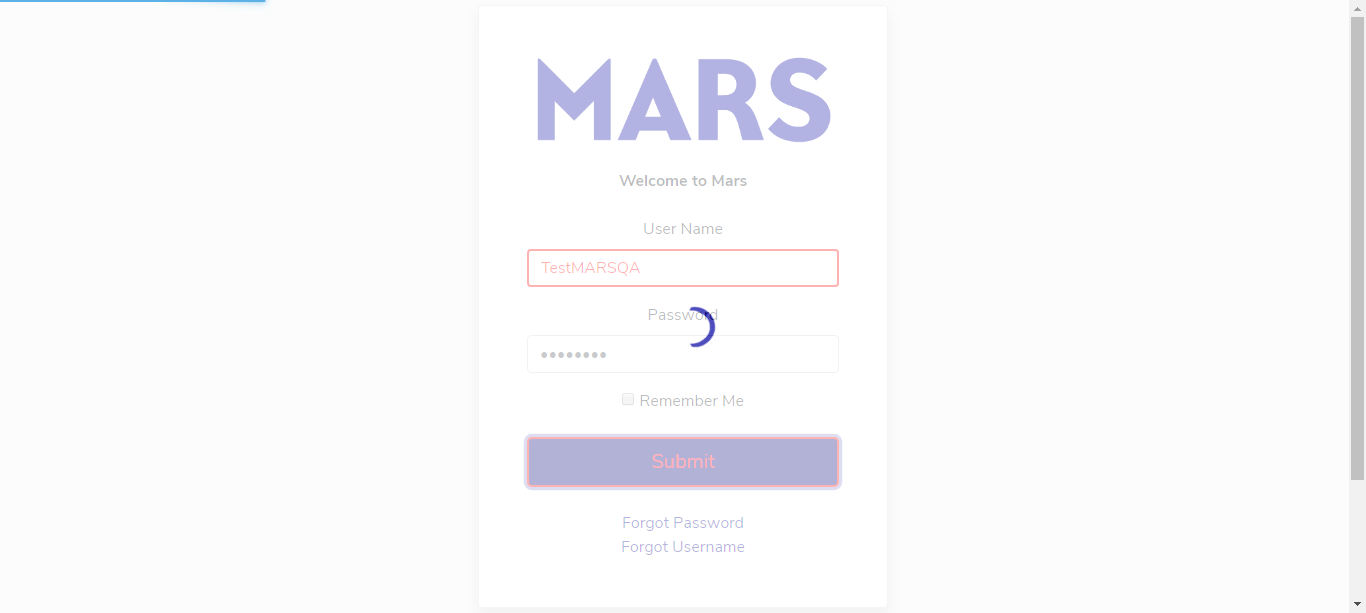 MARS
Welcome to Mars
User Name
TestMARSQA
Password
••••••••
Remember Me
Submit
Forgot Password
Forgot Username